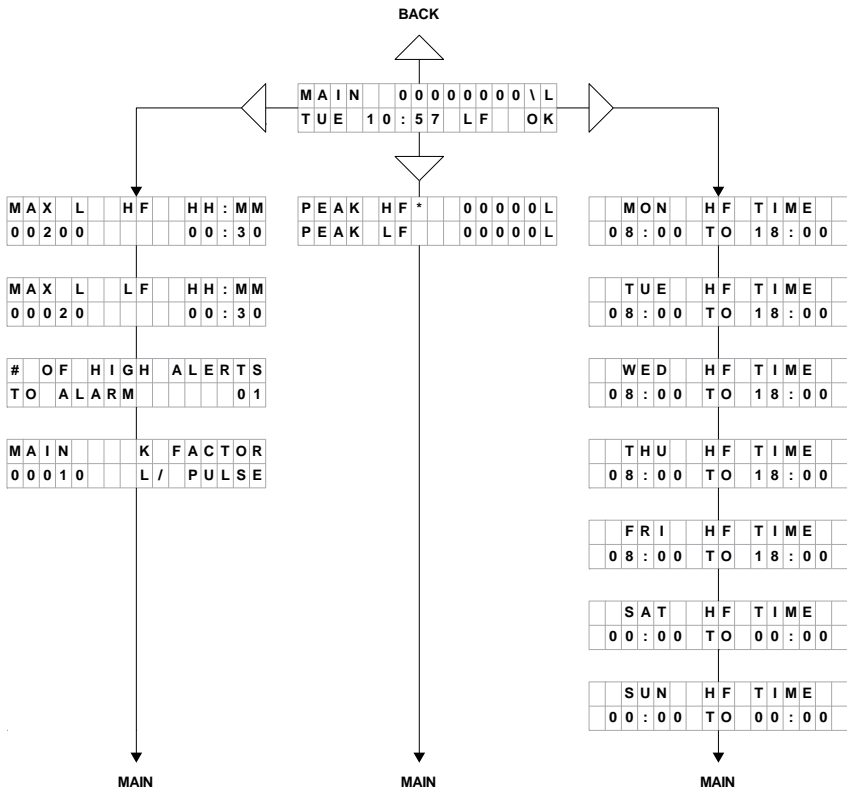 BACK
MAIN 00000000\L
TUE 10:57 LF OK
MAX L HF HH:MM
00200 00:30
MAX L LF HH:MM
00020 00:30
# OF HIGH ALERTS
TO ALARM 01
MAIN K FACTOR
00010 L/ PULSE
MAIN
PEAK HF* 00000L
PEAK LF 00000L
MAIN
MON HF TIME
08:00 TO 18:00
TUE HF TIME
08:00 TO 18:00
WED HF TIME
08:00 TO 18:00
THU HF TIME
08:00 TO 18:00
FRI HF TIME
08:00 TO 18:00
SAT HF TIME
00:00 TO 00:00
SUN HF TIME
00:00 TO 00:00
MAIN